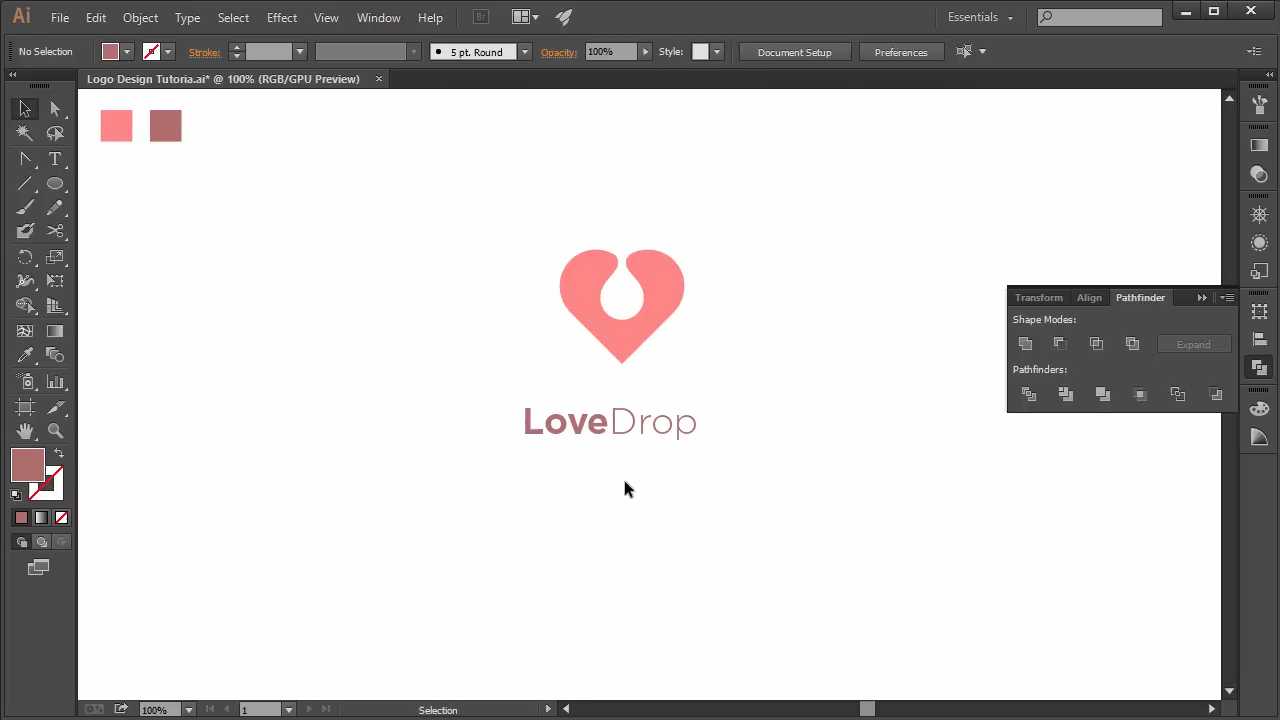 Ai File Edit Object Type Select Effect View Window Help Br Essentials
No Selection Stroke: 5 pt. Round Opacity: 100% Style: Document Setup Preferences
Logo Design Tutoria.ai* @ 100% (RGB/GPU Preview)
Transform Align Pathfinder
Shape Modes:
Expand
Pathfinders:
LoveDrop
100% 1 Selection